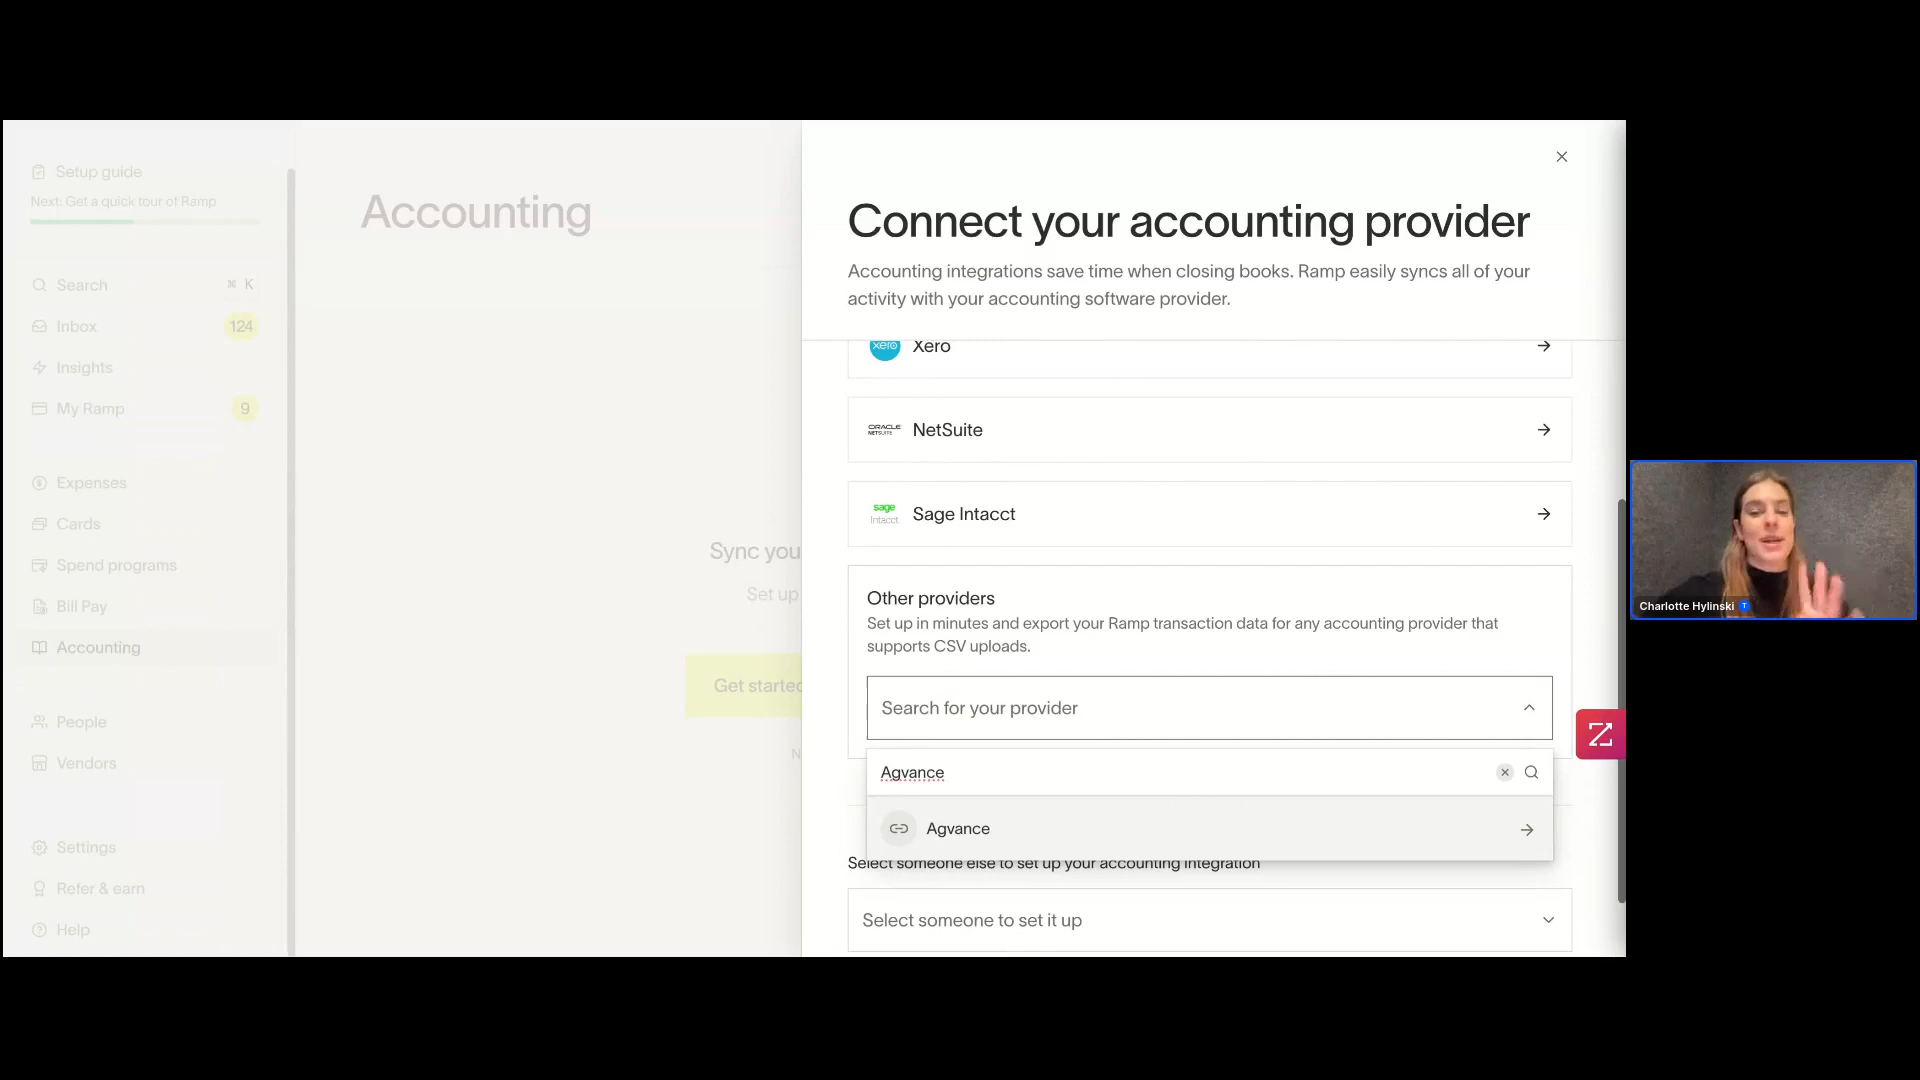 Setup guide
Next: Get a quick tour of Ramp
Search
⌘ K
Inbox
124
Insights
My Ramp
9
Expenses
Cards
Spend programs
Bill Pay
Accounting
People
Vendors
Settings
Refer & earn
Help
Accounting
Sync you
Set up
Get started
N
Connect your accounting provider
Accounting integrations save time when closing books. Ramp easily syncs all of your
activity with your accounting software provider.
xero
Xero
ORACLE
NETSUITE
NetSuite
sage
Intacct
Sage Intacct
Other providers
Set up in minutes and export your Ramp transaction data for any accounting provider that
supports CSV uploads.
Search for your provider
Agvance
Agvance
Select someone else to set up your accounting integration
Select someone to set it up
Charlotte Hylinski
T